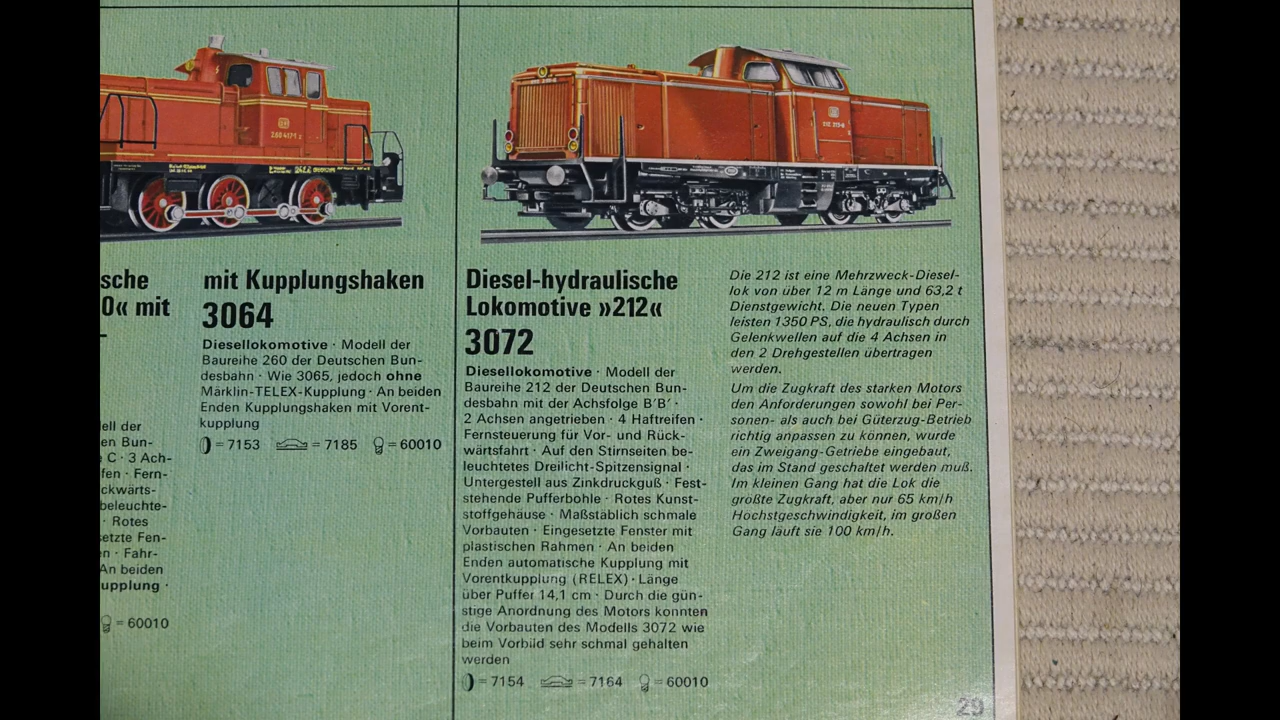 260 417-1
sche
0« mit
ell der
en Bun-
e C · 3 Ach-
fen · Fern-
ckwärts-
beleuchte-
· Rotes
setzte Fen-
n · Fahr-
An beiden
upplung ·
= 60010
mit Kupplungshaken
3064
Diesellokomotive · Modell der
Baureihe 260 der Deutschen Bun-
desbahn · Wie 3065, jedoch ohne
Märklin-TELEX-Kupplung · An beiden
Enden Kupplungshaken mit Vorent-
kupplung
= 7153 = 7185 = 60010
Diesel-hydraulische
Lokomotive »212«
3072
Diesellokomotive · Modell der
Baureihe 212 der Deutschen Bun-
desbahn mit der Achsfolge B'B' ·
2 Achsen angetrieben · 4 Haftreifen ·
Fernsteuerung für Vor- und Rück-
wärtsfahrt · Auf den Stirnseiten be-
leuchtetes Dreilicht-Spitzensignal ·
Untergestell aus Zinkdruckguß · Fest-
stehende Pufferbohle · Rotes Kunst-
stoffgehäuse · Maßstäblich schmale
Vorbauten · Eingesetzte Fenster mit
plastischen Rahmen · An beiden
Enden automatische Kupplung mit
Vorentkupplung (RELEX) · Länge
über Puffer 14,1 cm · Durch die gün-
stige Anordnung des Motors konnten
die Vorbauten des Modells 3072 wie
beim Vorbild sehr schmal gehalten
werden
= 7154 = 7164 = 60010
Die 212 ist eine Mehrzweck-Diesel-
lok von über 12 m Länge und 63,2 t
Dienstgewicht. Die neuen Typen
leisten 1350 PS, die hydraulisch durch
Gelenkwellen auf die 4 Achsen in
den 2 Drehgestellen übertragen
werden.
Um die Zugkraft des starken Motors
den Anforderungen sowohl bei Per-
sonen- als auch bei Güterzug-Betrieb
richtig anpassen zu können, wurde
ein Zweigang-Getriebe eingebaut,
das im Stand geschaltet werden muß.
Im kleinen Gang hat die Lok die
größte Zugkraft, aber nur 65 km/h
Höchstgeschwindigkeit, im großen
Gang läuft sie 100 km/h.
29